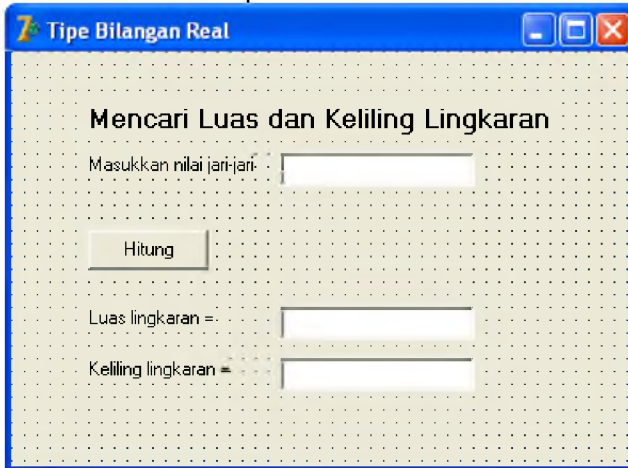 Tipe Bilangan Real
Mencari Luas dan Keliling Lingkaran
Masukkan nilai jari-jari
Hitung
Luas lingkaran =
Keliling lingkaran =